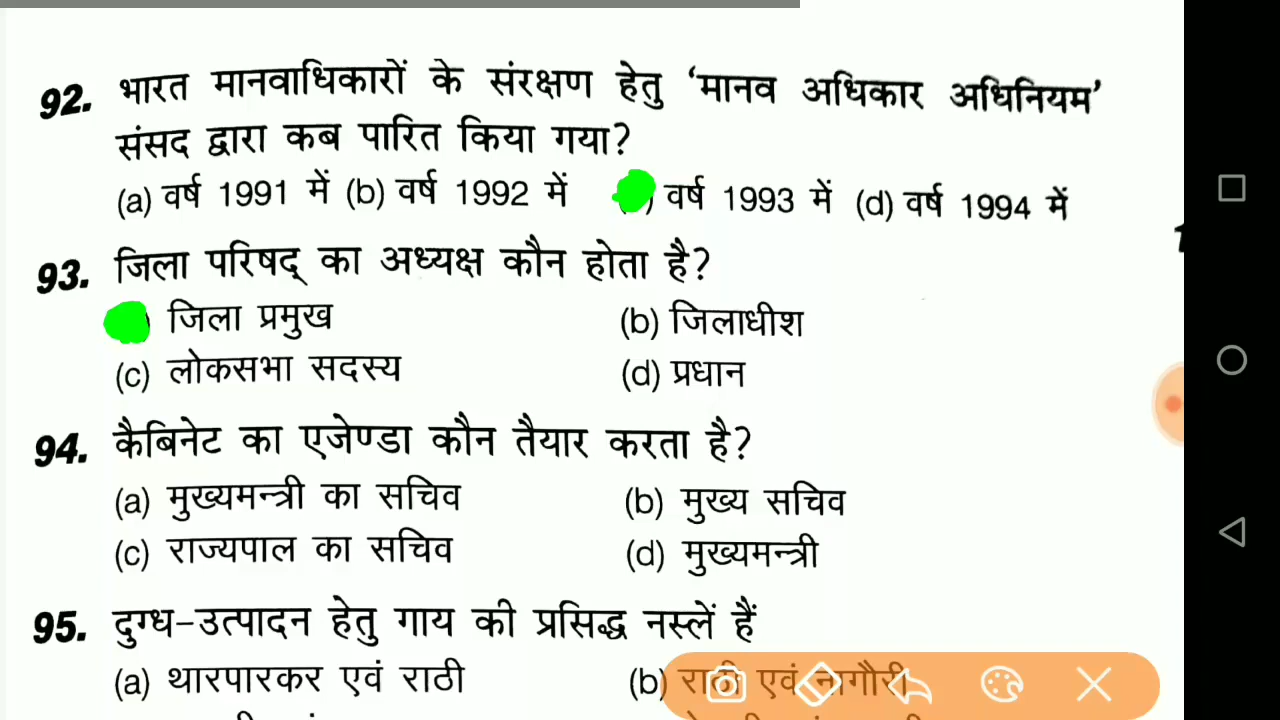 92. भारत मानवाधिकारों के संरक्षण हेतु ‘मानव अधिकार अधिनियम’
संसद द्वारा कब पारित किया गया?
(a) वर्ष 1991 में (b) वर्ष 1992 में वर्ष 1993 में (d) वर्ष 1994 में
93. जिला परिषद् का अध्यक्ष कौन होता है?
जिला प्रमुख (b) जिलाधीश
(c) लोकसभा सदस्य (d) प्रधान
94. कैबिनेट का एजेण्डा कौन तैयार करता है?
(a) मुख्यमन्त्री का सचिव (b) मुख्य सचिव
(c) राज्यपाल का सचिव (d) मुख्यमन्त्री
95. दुग्ध-उत्पादन हेतु गाय की प्रसिद्ध नस्लें हैं
(a) थारपारकर एवं राठी (b) राठी एवं नागौरी